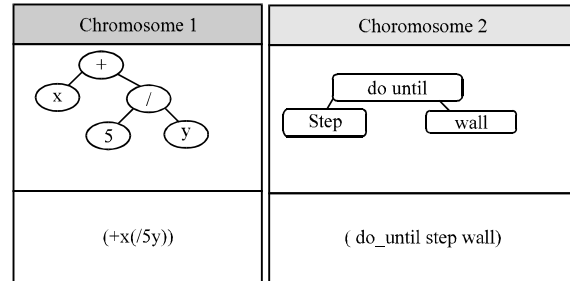 Chromosome 1
Choromosome 2
+
x
/
5
y
do until
Step
wall
(+x(/5y))
( do_until step wall)